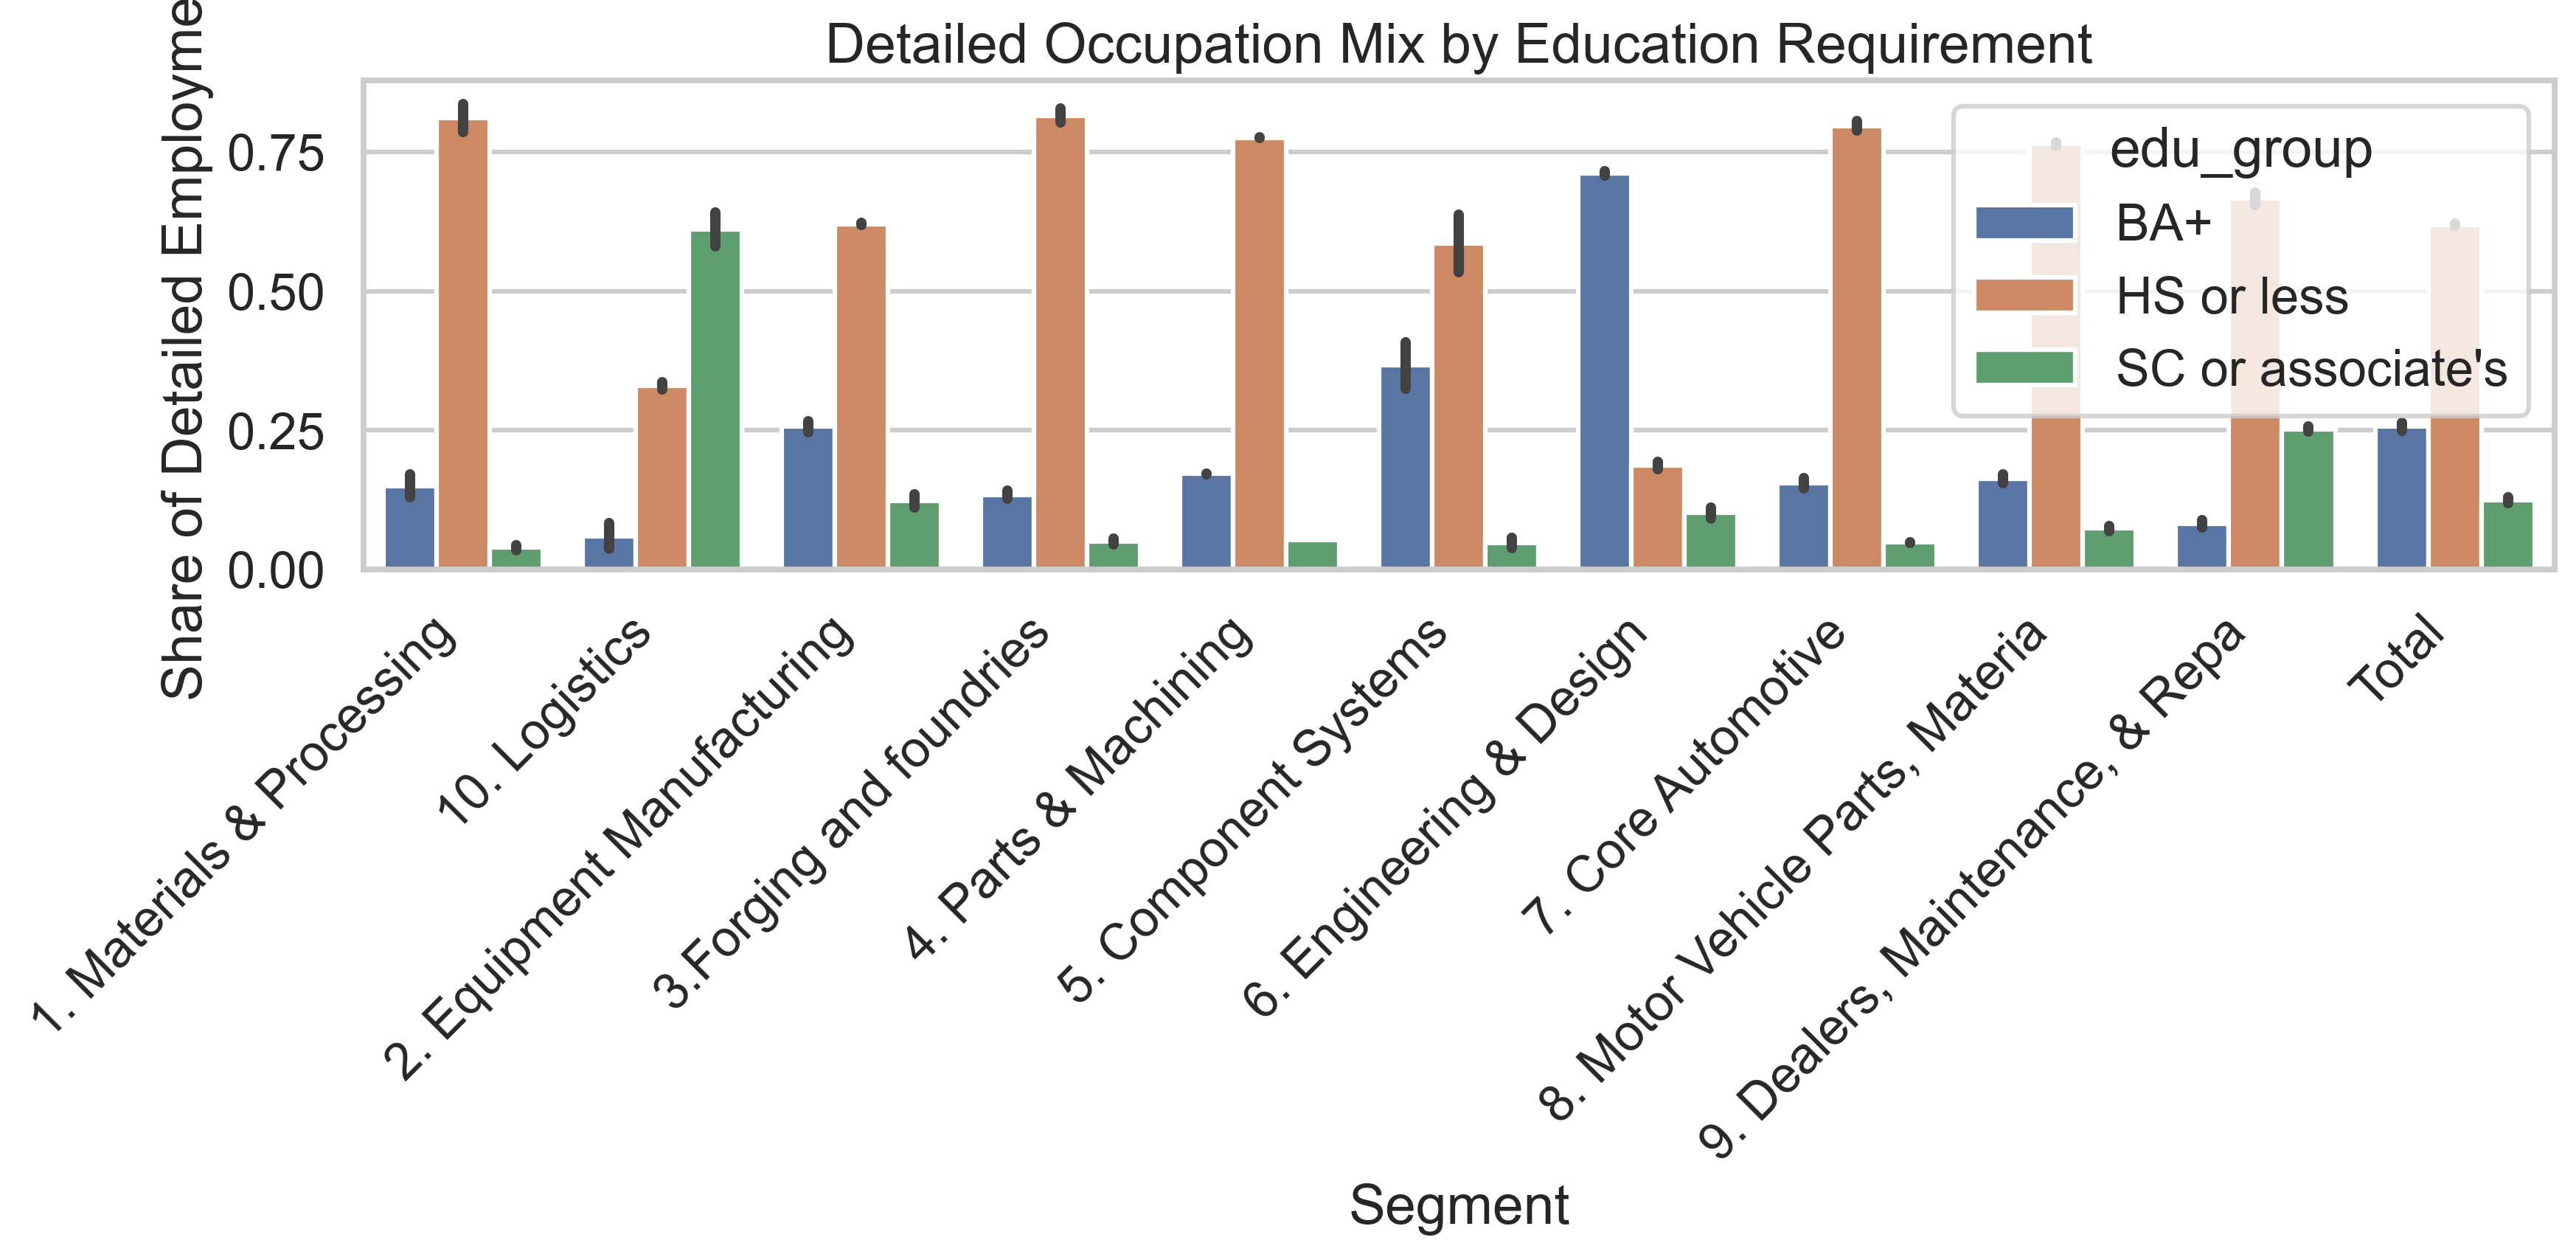 Detailed Occupation Mix by Education Requirement
Share of Detailed Employme
0.75
0.50
0.25
0.00
edu_group
BA+
HS or less
SC or associate's
1. Materials & Processing
10. Logistics
2. Equipment Manufacturing
3.Forging and foundries
4. Parts & Machining
5. Component Systems
6. Engineering & Design
7. Core Automotive
8. Motor Vehicle Parts, Materia
9. Dealers, Maintenance, & Repa
Total
Segment